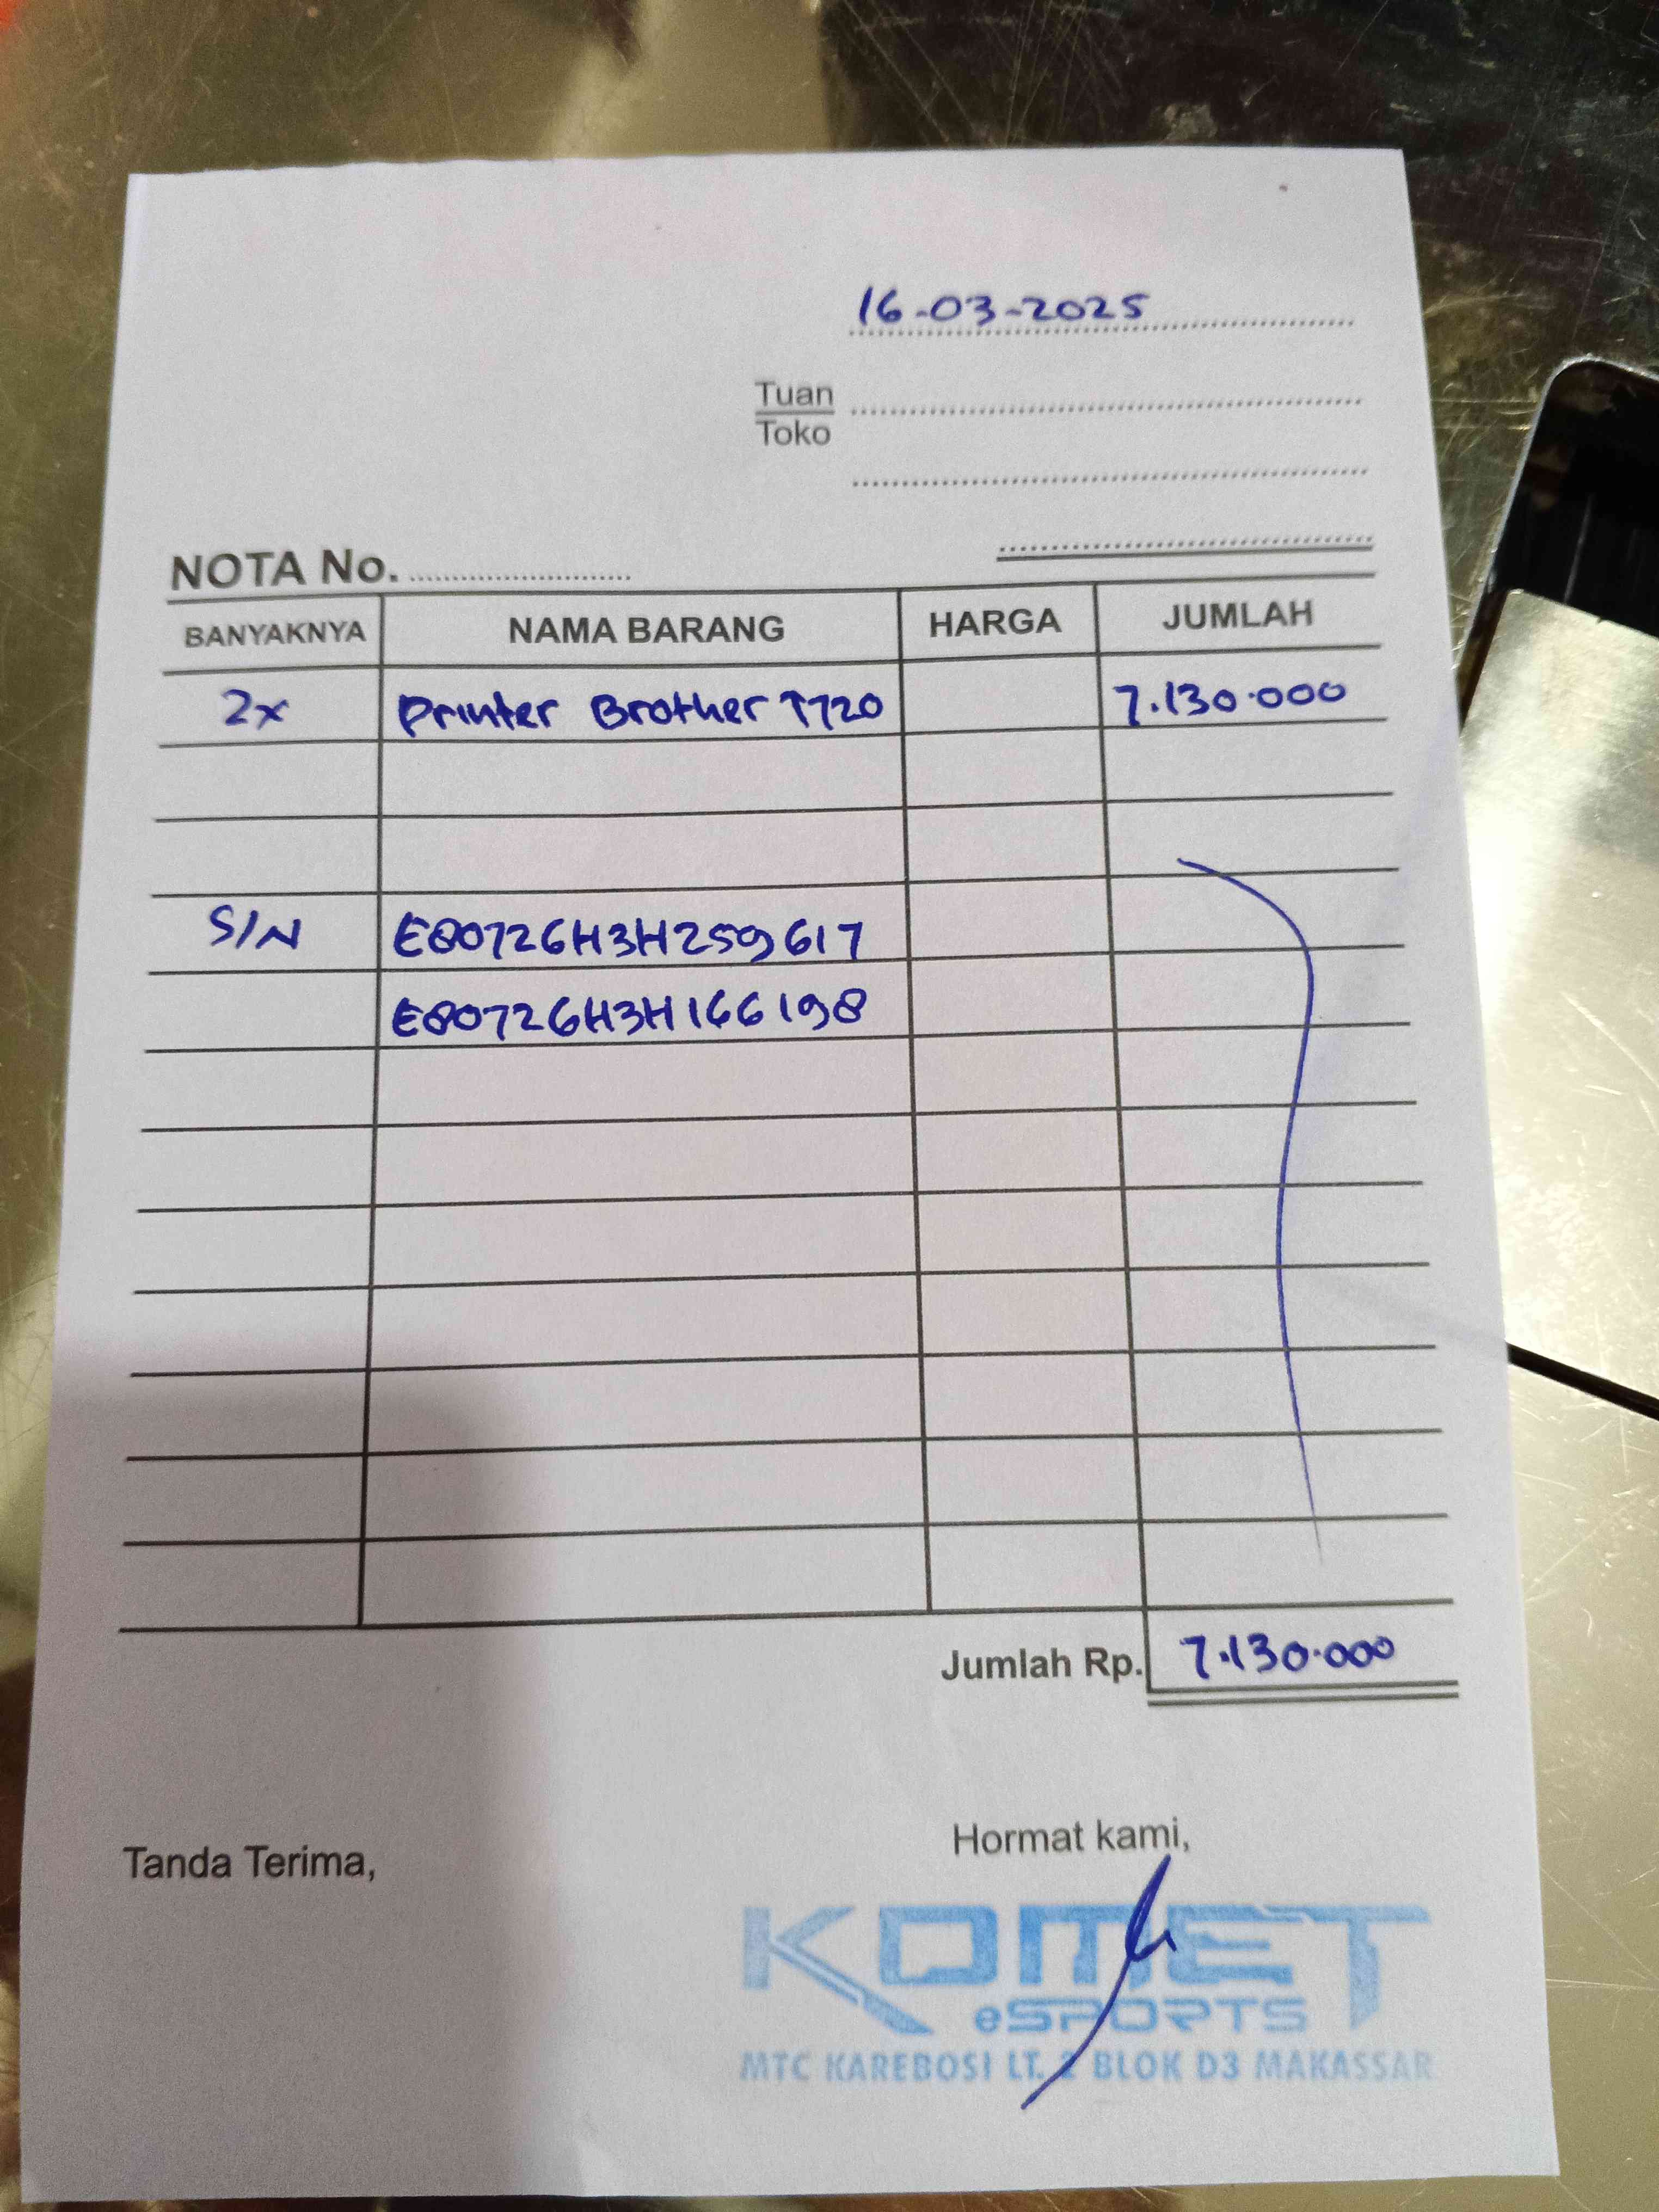 16-03-2025
Tuan
Toko
NOTA No.
BANYAKNYA NAMA BARANG HARGA JUMLAH
2x Printer Brother T720 7.130.000
S/N E80726H3H259617
E80726H3H166198
Jumlah Rp. 7.130.000
Tanda Terima, Hormat kami,
KOMET
eSPORTS
MTC KAREBOSI LT. 2 BLOK D3 MAKASSAR